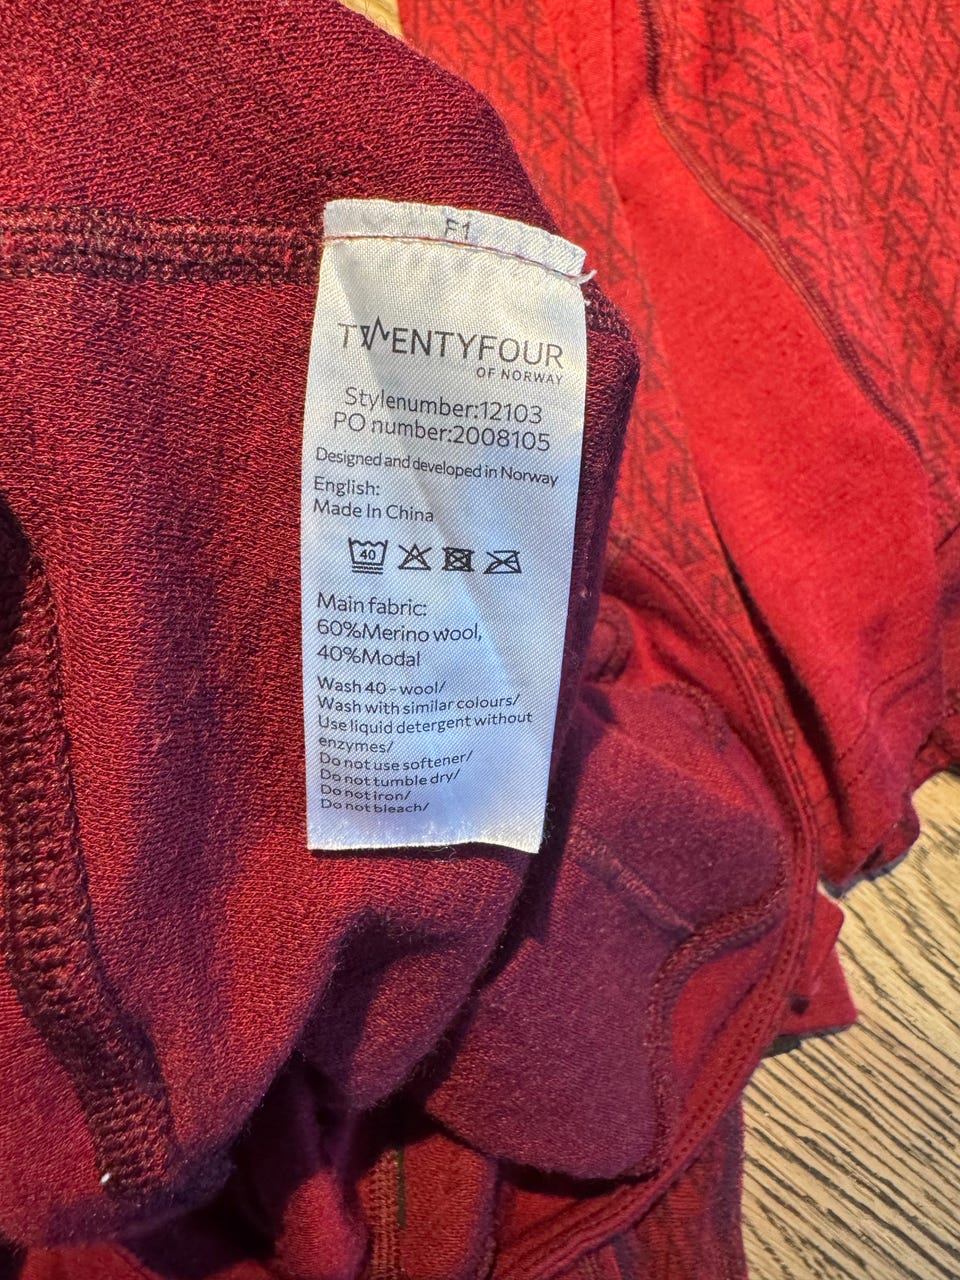 F1
TWENTYFOUR
OF NORWAY
Stylenumber:12103
PO number:2008105
Designed and developed in Norway
English:
Made In China
40
Main fabric:
60%Merino wool,
40%Modal
Wash 40 - wool/
Wash with similar colours/
Use liquid detergent without
enzymes/
Do not use softener/
Do not tumble dry/
Do not iron/
Do not bleach/